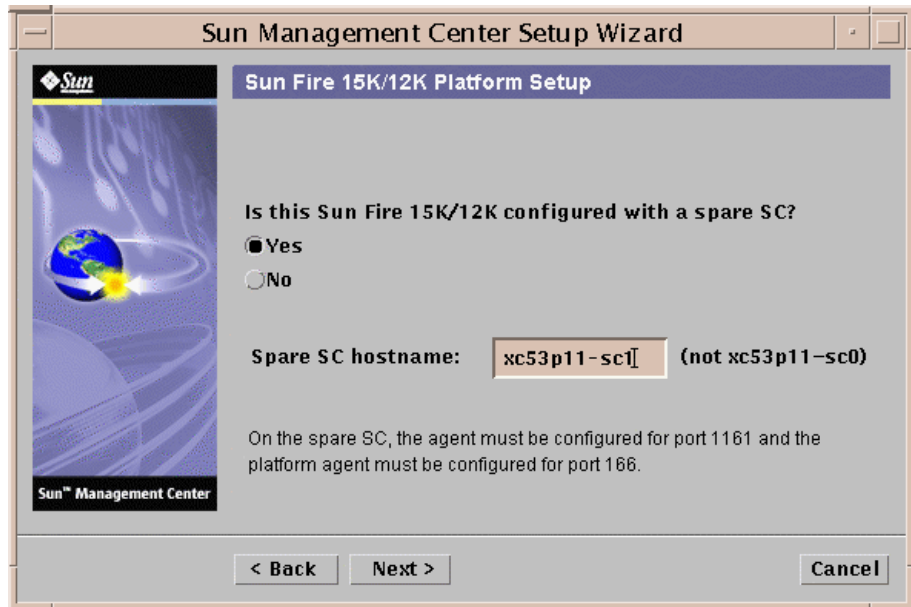 Sun Management Center Setup Wizard
Sun
Sun Fire 15K/12K Platform Setup
Is this Sun Fire 15K/12K configured with a spare SC?
Yes
No
Spare SC hostname: xc53p11-sc1 (not xc53p11-sc0)
On the spare SC, the agent must be configured for port 1161 and the
platform agent must be configured for port 166.
Sun™ Management Center
< Back Next > Cancel